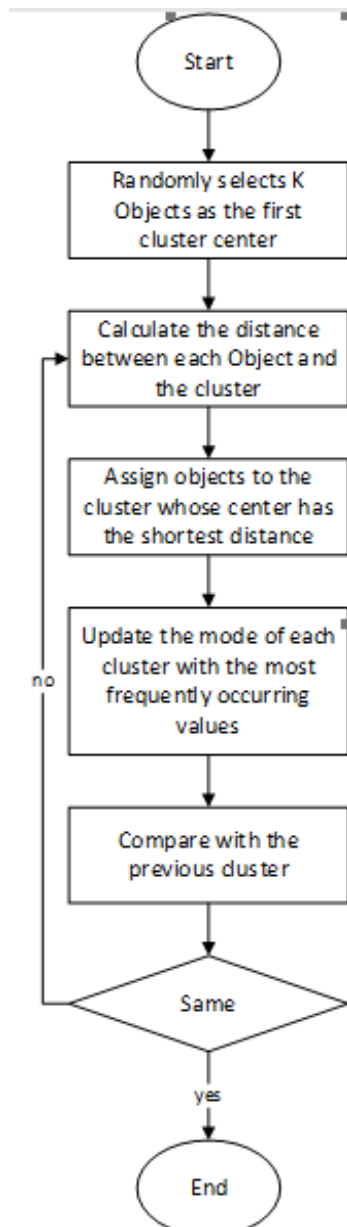 Start
Randomly selects K
Objects as the first
cluster center
Calculate the distance
between each Object and
the cluster
Assign objects to the
cluster whose center has
the shortest distance
Update the mode of each
cluster with the most
frequently occurring
values
no
Compare with the
previous cluster
Same
yes
End